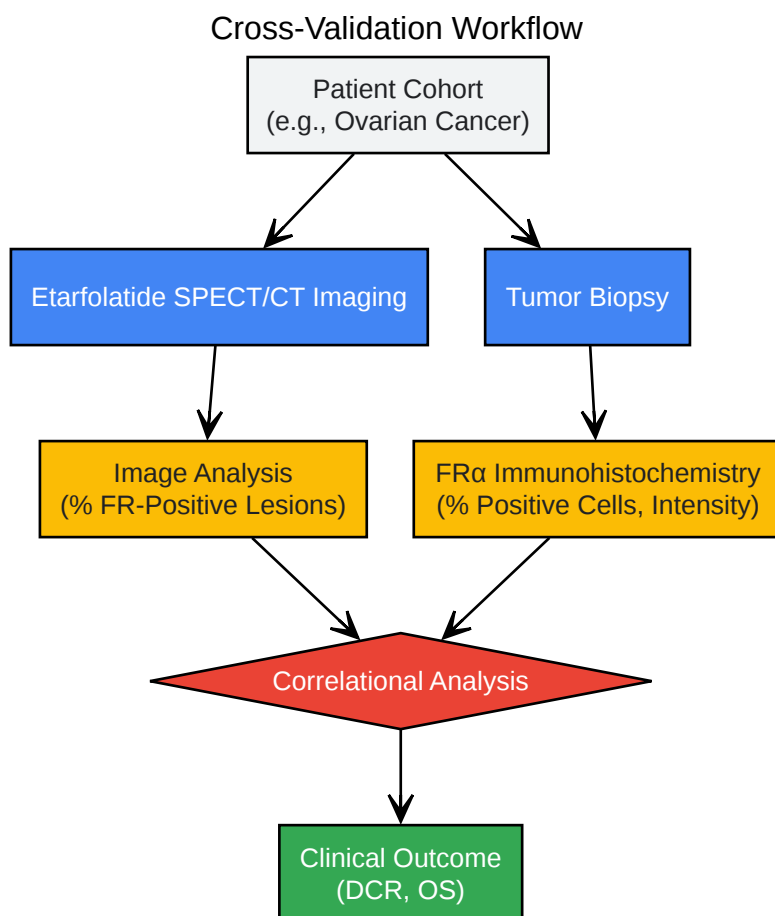 Cross-Validation Workflow
Patient Cohort
(e.g., Ovarian Cancer)
Etarfolatide SPECT/CT Imaging
Tumor Biopsy
Image Analysis
(% FR-Positive Lesions)
FRα Immunohistochemistry
(% Positive Cells, Intensity)
Correlational Analysis
Clinical Outcome
(DCR, OS)